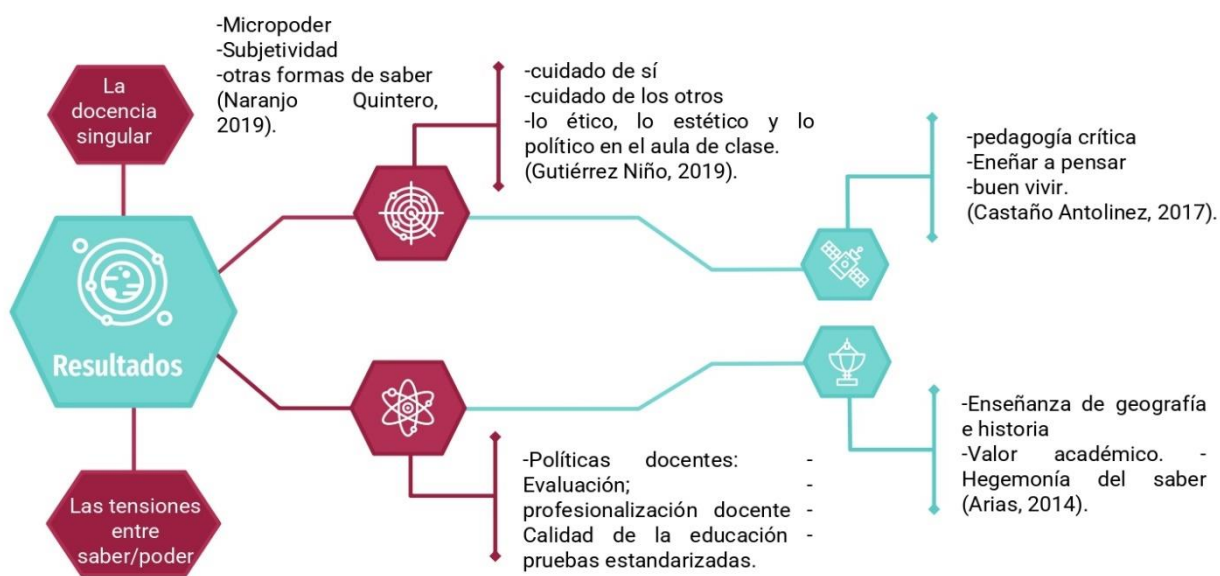 La
docencia
singular
-Micropoder
-Subjetividad
-otras formas de saber
(Naranjo Quintero,
2019).
-cuidado de sí
-cuidado de los otros
-lo ético, lo estético y lo
político en el aula de clase.
(Gutiérrez Niño, 2019).
-pedagogía crítica
-Eneñar a pensar
-buen vivir.
(Castaño Antolinez, 2017).
Resultados
Las tensiones
entre
saber/poder
-Políticas docentes: -
Evaluación; -
profesionalización docente -
Calidad de la educación -
pruebas estandarizadas.
-Enseñanza de geografía
e historia
-Valor académico. -
Hegemonía del saber
(Arias, 2014).